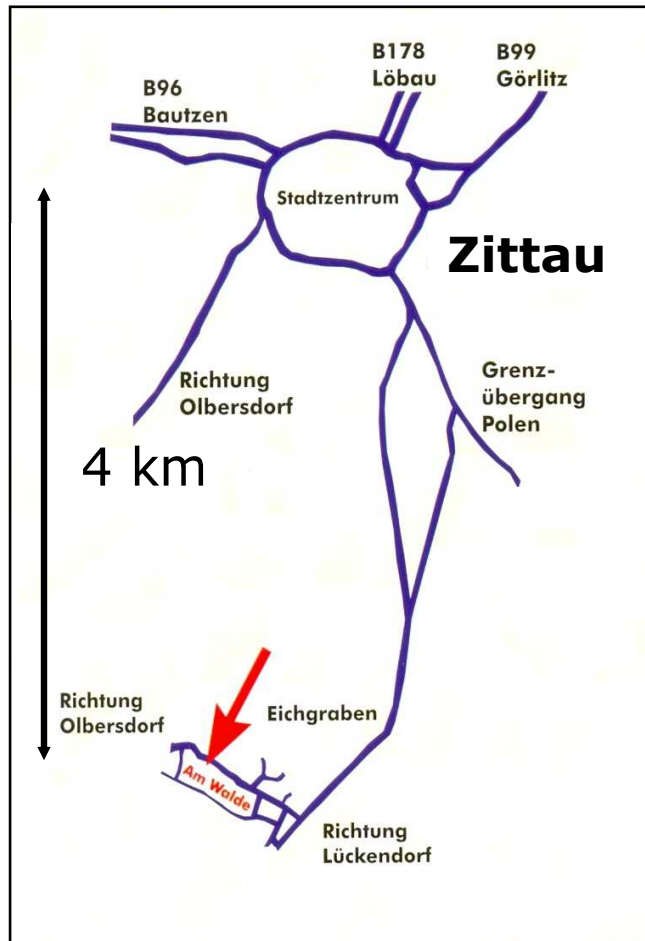 B178
Löbau
B99
Görlitz
B96
Bautzen
Stadtzentrum
Zittau
Richtung
Olbersdorf
Grenz-
übergang
Polen
4 km
Richtung
Olbersdorf
Eichgraben
Am Walde
Richtung
Lückendorf